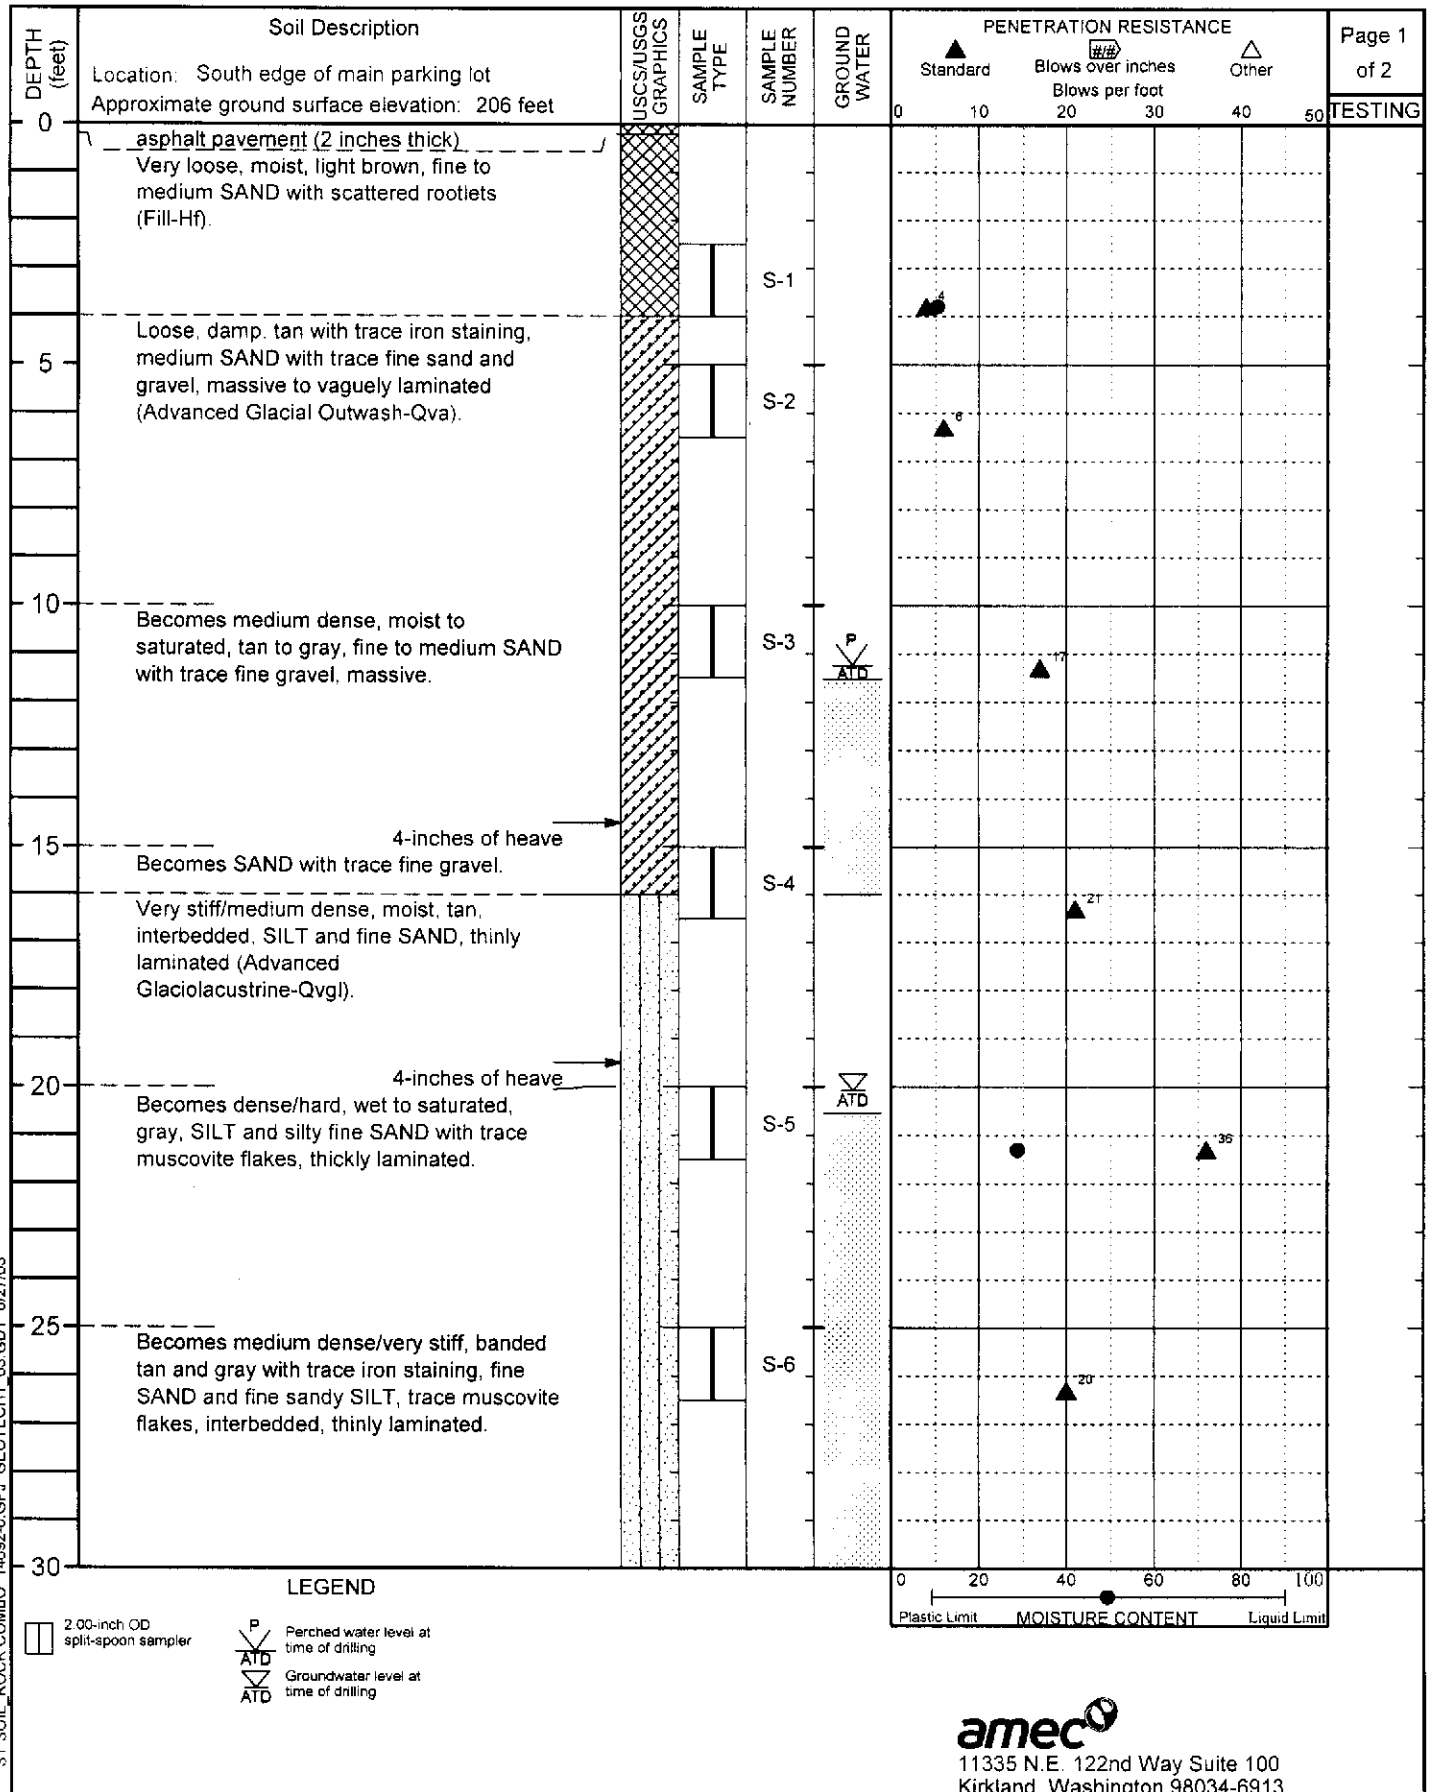 DEPTH
(feet)
Soil Description
Location: South edge of main parking lot
Approximate ground surface elevation: 206 feet
USCS/USGS
GRAPHICS
SAMPLE
TYPE
SAMPLE
NUMBER
GROUND
WATER
PENETRATION RESISTANCE
Standard
#/#
Blows over inches
Other
Blows per foot
0 10 20 30 40 50
Page 1
of 2
TESTING
0
asphalt pavement (2 inches thick)
Very loose, moist, light brown, fine to
medium SAND with scattered rootlets
(Fill-Hf).
S-1
4
Loose, damp, tan with trace iron staining,
medium SAND with trace fine sand and
gravel, massive to vaguely laminated
(Advanced Glacial Outwash-Qva).
5
S-2
6
10
Becomes medium dense, moist to
saturated, tan to gray, fine to medium SAND
with trace fine gravel, massive.
S-3
P
ATD
17
4-inches of heave
15
Becomes SAND with trace fine gravel.
S-4
Very stiff/medium dense, moist, tan,
interbedded, SILT and fine SAND, thinly
laminated (Advanced
Glaciolacustrine-Qvgl).
21
4-inches of heave
20
Becomes dense/hard, wet to saturated,
gray, SILT and silty fine SAND with trace
muscovite flakes, thickly laminated.
S-5
ATD
36
25
Becomes medium dense/very stiff, banded
tan and gray with trace iron staining, fine
SAND and fine sandy SILT, trace muscovite
flakes, interbedded, thinly laminated.
S-6
20
30
0 20 40 60 80 100
Plastic Limit MOISTURE CONTENT Liquid Limit
LEGEND
2.00-inch OD
split-spoon sampler
P
ATD
Perched water level at
time of drilling
ATD
Groundwater level at
time of drilling
amec
11335 N.E. 122nd Way Suite 100
Kirkland, Washington 98034-6913